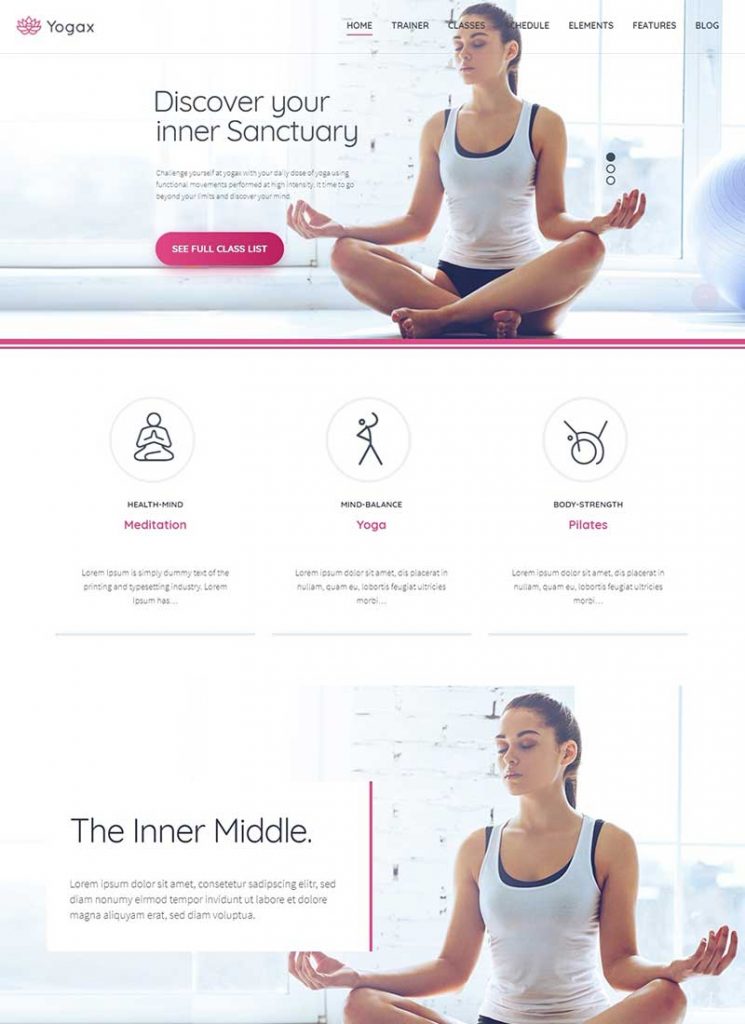 Yogax
HOME TRAINER CLASSES SCHEDULE ELEMENTS FEATURES BLOG
Discover your
inner Sanctuary
Challenge yourself at yogax with your daily dose of yoga using
functional movements performed at high intensity. It time to go
beyond your limits and discover your mind.
SEE FULL CLASS LIST
HEALTH-MIND
Meditation
Lorem Ipsum is simply dummy text of the
printing and typesetting industry. Lorem
Ipsum has...
MIND-BALANCE
Yoga
Lorem ipsum dolor sit amet, dis placerat in
nullam, quam eu, lobortis feugiat ultricies
morbi...
BODY-STRENGTH
Pilates
Lorem ipsum dolor sit amet, dis placerat in
nullam, quam eu, lobortis feugiat ultricies
morbi...
The Inner Middle.
Lorem ipsum dolor sit amet, consetetur sadipscing elitr, sed
diam nonumy eirmod tempor invidunt ut labore et dolore
magna aliquyam erat, sed diam voluptua.